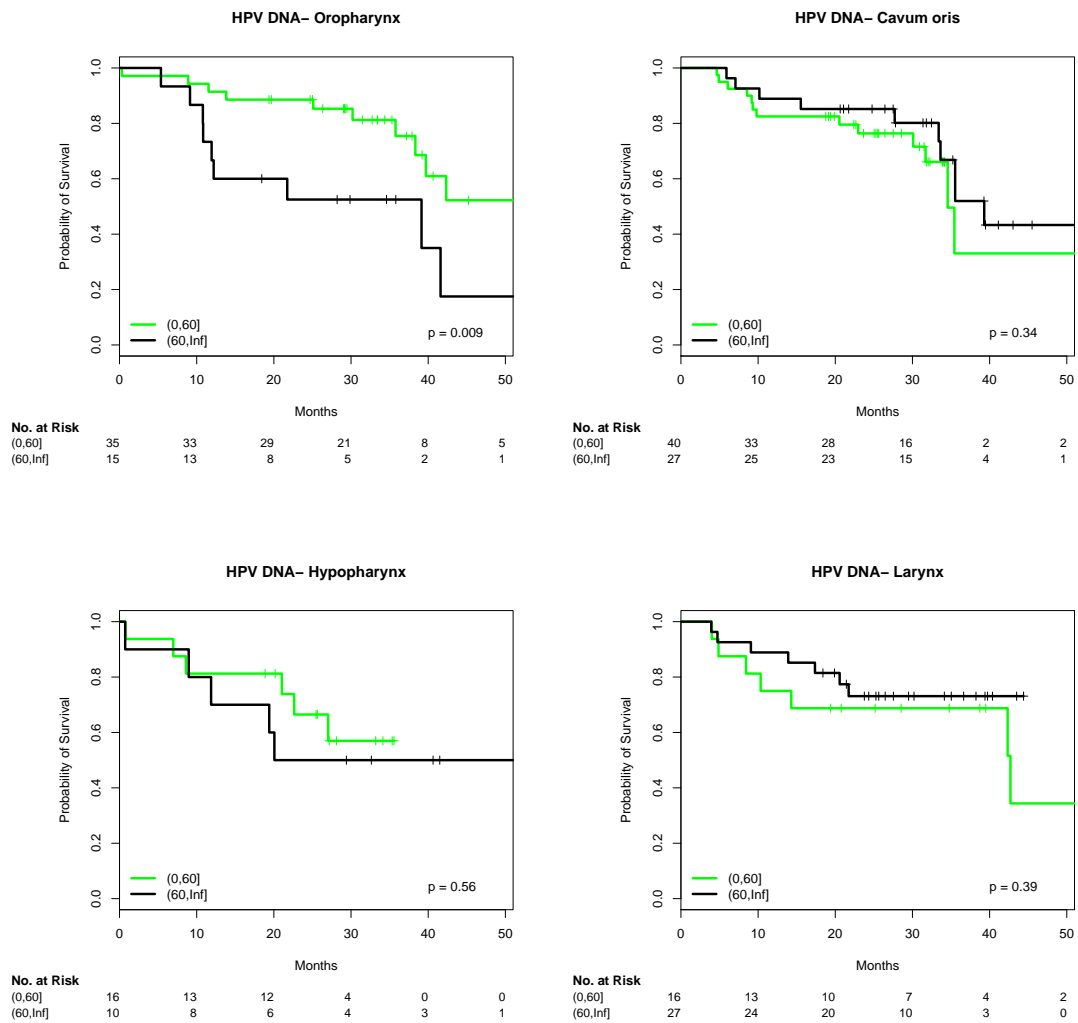 HPV DNA− Oropharynx
Probability of Survival
1.0
0.8
0.6
0.4
0.2
0.0
(0,60]
(60,Inf]
p = 0.009
0 10 20 30 40 50
Months
No. at Risk
(0,60] 35 33 29 21 8 5
(60,Inf] 15 13 8 5 2 1
HPV DNA− Cavum oris
Probability of Survival
1.0
0.8
0.6
0.4
0.2
0.0
(0,60]
(60,Inf]
p = 0.34
0 10 20 30 40 50
Months
No. at Risk
(0,60] 40 33 28 16 2 2
(60,Inf] 27 25 23 15 4 1
HPV DNA− Hypopharynx
Probability of Survival
1.0
0.8
0.6
0.4
0.2
0.0
(0,60]
(60,Inf]
p = 0.56
0 10 20 30 40 50
Months
No. at Risk
(0,60] 16 13 12 4 0 0
(60,Inf] 10 8 6 4 3 1
HPV DNA− Larynx
Probability of Survival
1.0
0.8
0.6
0.4
0.2
0.0
(0,60]
(60,Inf]
p = 0.39
0 10 20 30 40 50
Months
No. at Risk
(0,60] 16 13 10 7 4 2
(60,Inf] 27 24 20 10 3 0